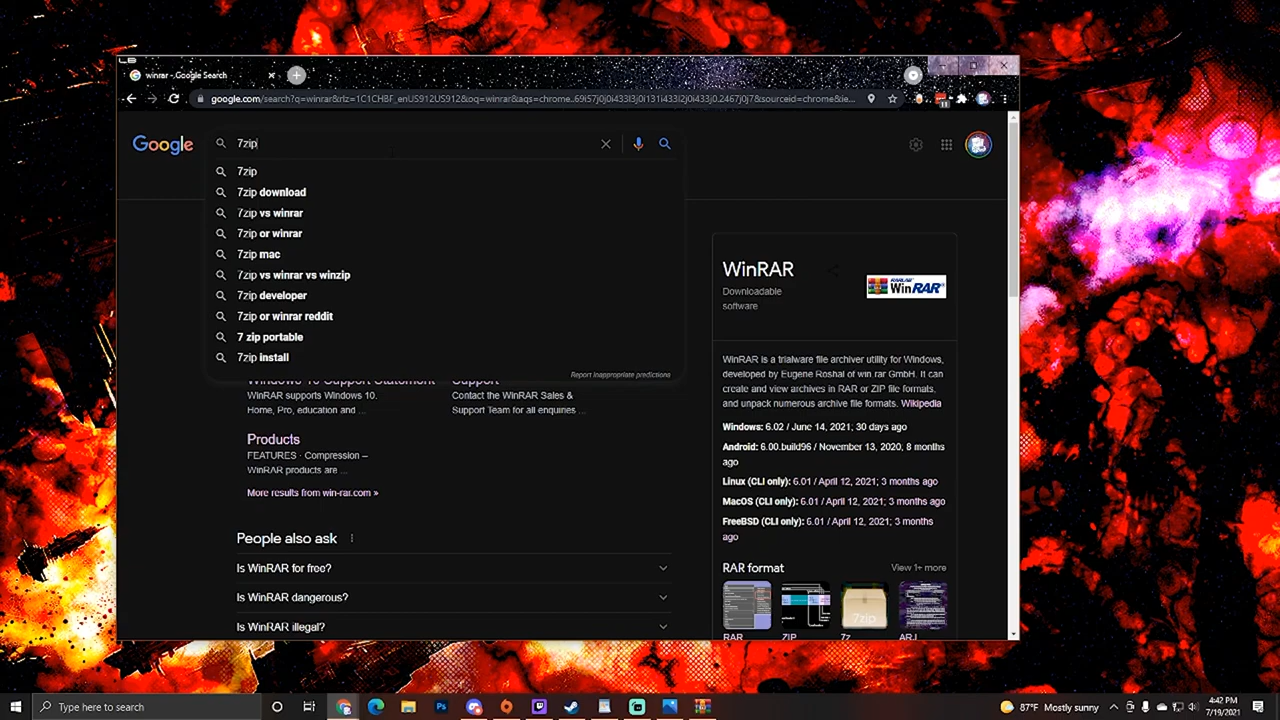 winrar - Google Search
google.com/search?q=winrar&rlz=1C1CHBF_enUS912US912&oq=winrar&aqs=chrome..69i57j0j0i433l3j0i131i433l2j0i433j0.2467j0j7&sourceid=chrome&ie...
11
Google
7zip
7zip
7zip download
7zip vs winrar
7zip or winrar
7zip mac
7zip vs winrar vs winzip
7zip developer
7zip or winrar reddit
7 zip portable
7zip install
Report inappropriate predictions
Windows 10 Support Statement
WinRAR supports Windows 10.
Home, Pro, education and ...
Support
Contact the WinRAR Sales &
Support Team for all enquiries ...
Products
FEATURES · Compression –
WinRAR products are ...
More results from win-rar.com »
People also ask
Is WinRAR for free?
Is WinRAR dangerous?
Is WinRAR illegal?
WinRAR
Downloadable
software
RARLAB
WinRAR
WinRAR is a trialware file archiver utility for Windows,
developed by Eugene Roshal of win.rar GmbH. It can
create and view archives in RAR or ZIP file formats,
and unpack numerous archive file formats. Wikipedia
Windows: 6.02 / June 14, 2021; 30 days ago
Android: 6.00.build96 / November 13, 2020; 8 months
ago
Linux (CLI only): 6.01 / April 12, 2021; 3 months ago
MacOS (CLI only): 6.01 / April 12, 2021; 3 months ago
FreeBSD (CLI only): 6.01 / April 12, 2021; 3 months
ago
RAR format
View 1+ more
7zip
RAR
ZIP
7z
ARJ
Type here to search
Ps
87°F Mostly sunny
4:42 PM
7/19/2021